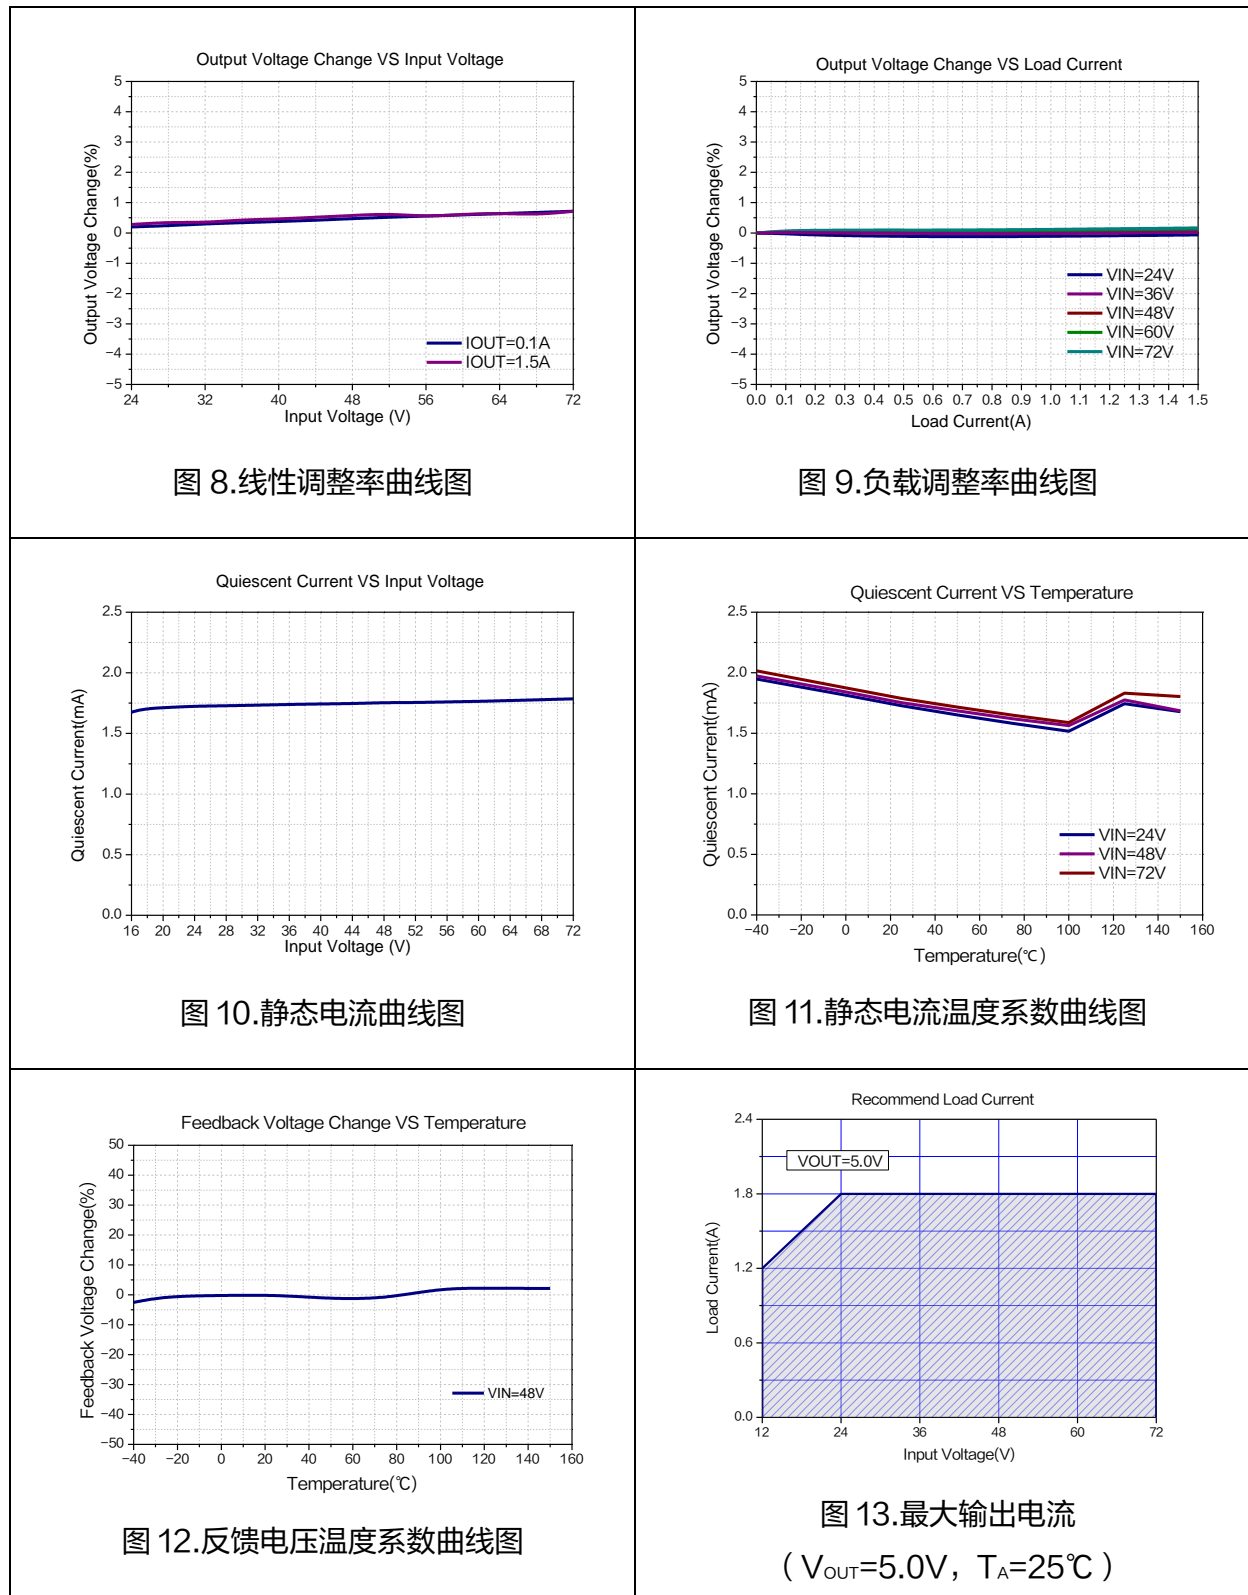 Output Voltage Change VS Input Voltage
Output Voltage Change(%)
5
4
3
2
1
0
−1
−2
−3
−4
−5
IOUT=0.1A
IOUT=1.5A
24 32 40 48 56 64 72
Input Voltage (V)
图 8.线性调整率曲线图
Output Voltage Change VS Load Current
Output Voltage Change(%)
5
4
3
2
1
0
−1
−2
−3
−4
−5
VIN=24V
VIN=36V
VIN=48V
VIN=60V
VIN=72V
0.0 0.1 0.2 0.3 0.4 0.5 0.6 0.7 0.8 0.9 1.0 1.1 1.2 1.3 1.4 1.5
Load Current(A)
图 9.负载调整率曲线图
Quiescent Current VS Input Voltage
Quiescent Current(mA)
2.5
2.0
1.5
1.0
0.5
0.0
16 20 24 28 32 36 40 44 48 52 54 56 60 64 68 72
Input Voltage (V)
图 10.静态电流曲线图
Quiescent Current VS Temperature
Quiescent Current(mA)
2.5
2.0
1.5
1.0
0.5
0.0
VIN=24V
VIN=48V
VIN=72V
−40 −20 0 20 40 60 80 100 120 140 160
Temperature(℃)
图 11.静态电流温度系数曲线图
Feedback Voltage Change VS Temperature
Feedback Voltage Change(%)
50
40
30
20
10
0
−10
−20
−30
−40
−50
VIN=48V
−40 −20 0 20 40 60 80 100 120 140 160
Temperature(℃)
图 12.反馈电压温度系数曲线图
Recommend Load Current
Load Current(A)
2.4
1.8
1.2
0.6
0.0
VOUT=5.0V
12 24 36 48 60 72
Input Voltage(V)
图 13.最大输出电流
（VOUT=5.0V，TA=25℃）